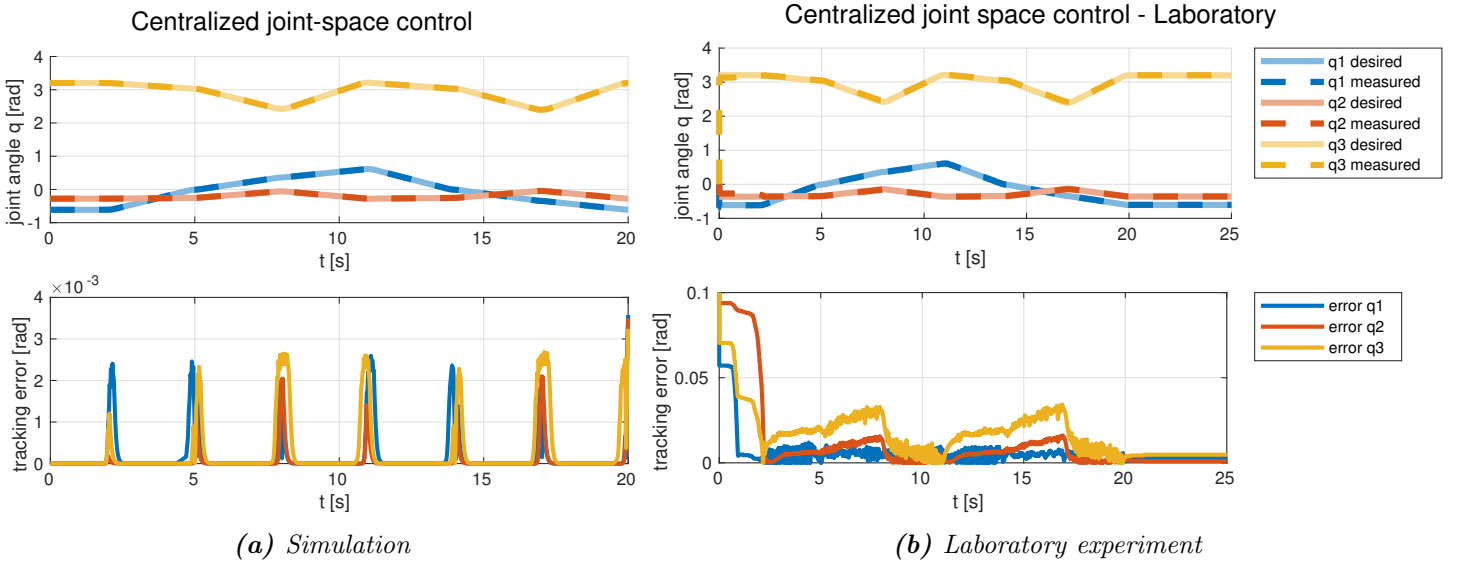 Centralized joint-space control
4
3
2
1
0
-1
joint angle q [rad]
0 5 10 15 20
t [s]
4 ×10⁻³
3
2
1
0
tracking error [rad]
0 5 10 15 20
t [s]
(a) Simulation
Centralized joint space control - Laboratory
4
3
2
1
0
-1
joint angle q [rad]
0 5 10 15 20 25
t [s]
q1 desired
q1 measured
q2 desired
q2 measured
q3 desired
q3 measured
0.1
0.05
0
tracking error [rad]
0 5 10 15 20 25
t [s]
error q1
error q2
error q3
(b) Laboratory experiment